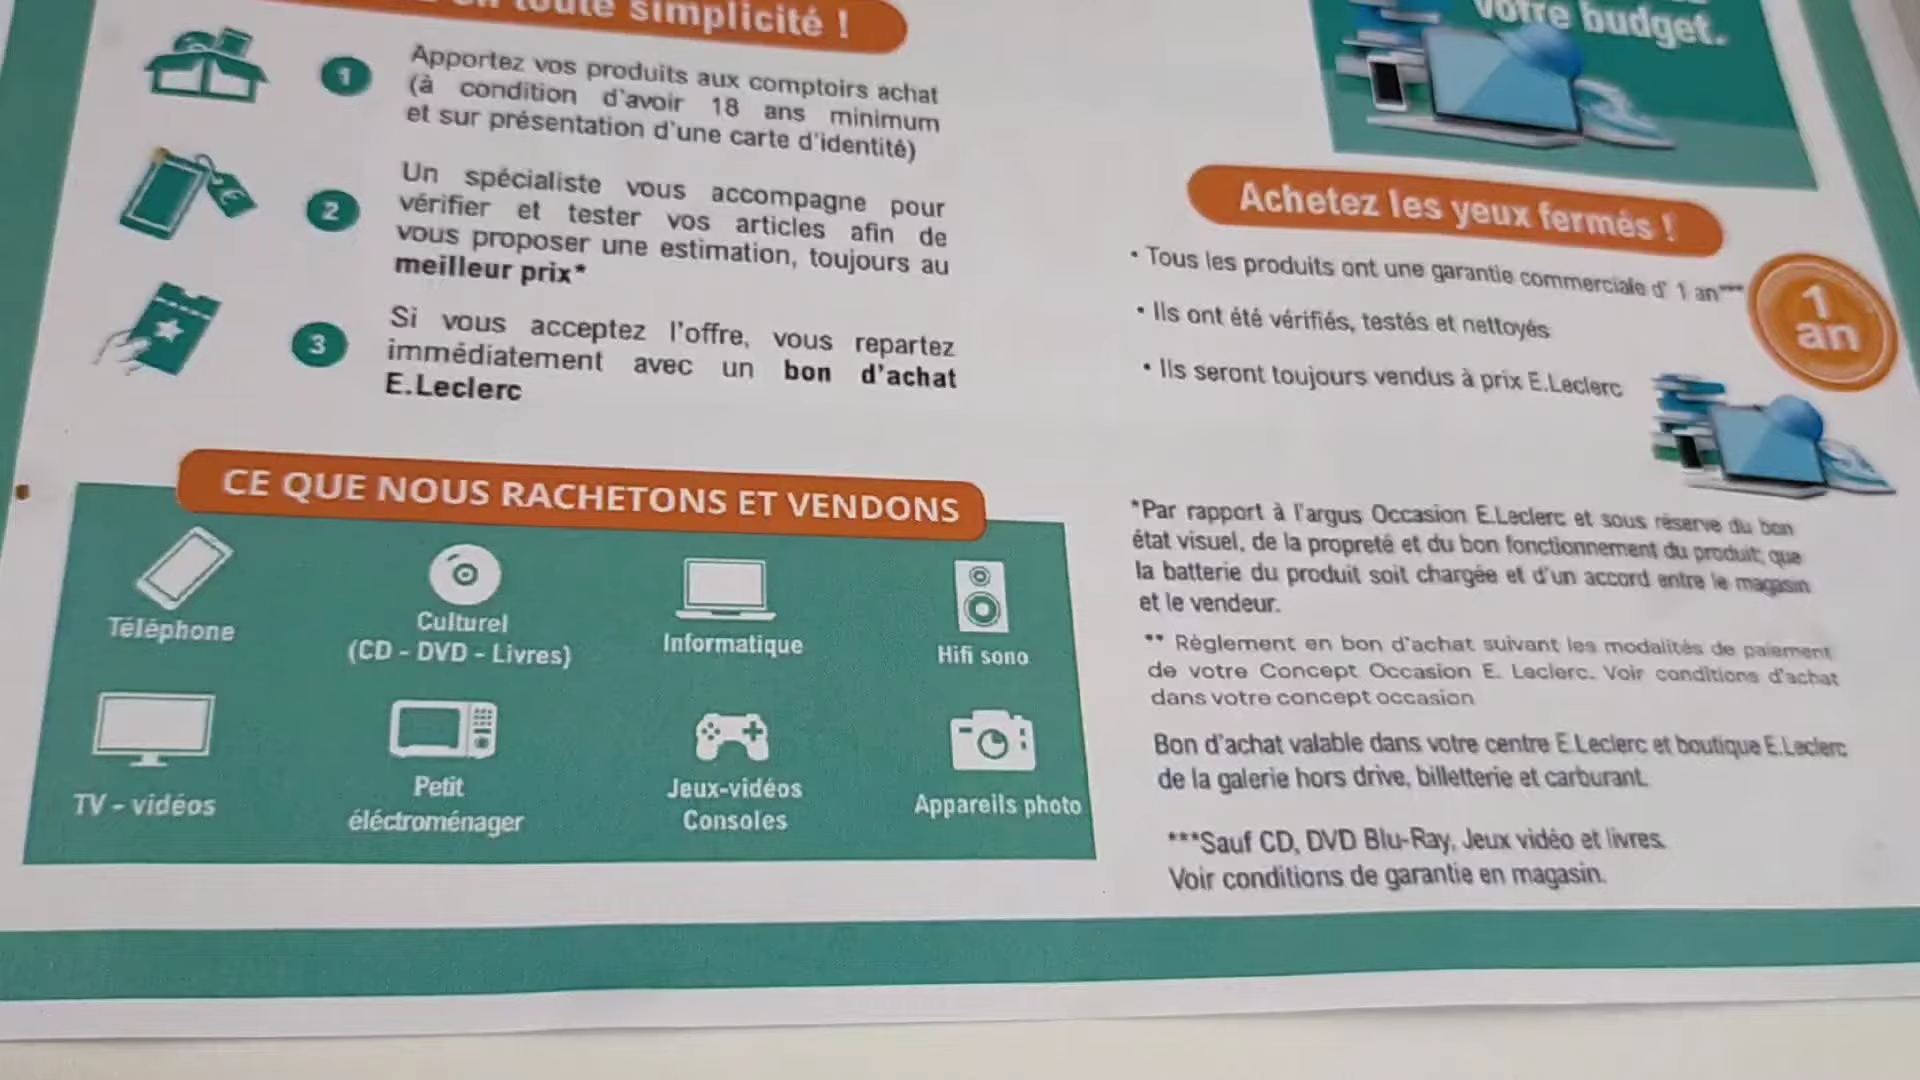 en toute simplicité !
1
Apportez vos produits aux comptoirs achat
(à condition d'avoir 18 ans minimum
et sur présentation d'une carte d'identité)
2
Un spécialiste vous accompagne pour
vérifier et tester vos articles afin de
vous proposer une estimation, toujours au
meilleur prix*
3
Si vous acceptez l'offre, vous repartez
immédiatement avec un bon d'achat
E.Leclerc
CE QUE NOUS RACHETONS ET VENDONS
Téléphone
Culturel
(CD - DVD - Livres)
Informatique
Hifi sono
TV - vidéos
Petit
éléctroménager
Jeux-vidéos
Consoles
Appareils photo
votre budget.
Achetez les yeux fermés !
• Tous les produits ont une garantie commerciale d' 1 an***
• Ils ont été vérifiés, testés et nettoyés
• Ils seront toujours vendus à prix E.Leclerc
1
an
*Par rapport à l'argus Occasion E.Leclerc et sous réserve du bon
état visuel, de la propreté et du bon fonctionnement du produit, que
la batterie du produit soit chargée et d'un accord entre le magasin
et le vendeur.
** Règlement en bon d'achat suivant les modalités de paiement
de votre Concept Occasion E. Leclerc. Voir conditions d'achat
dans votre concept occasion
Bon d'achat valable dans votre centre E.Leclerc et boutique E.Leclerc
de la galerie hors drive, billetterie et carburant.
***Sauf CD, DVD Blu-Ray, Jeux vidéo et livres.
Voir conditions de garantie en magasin.